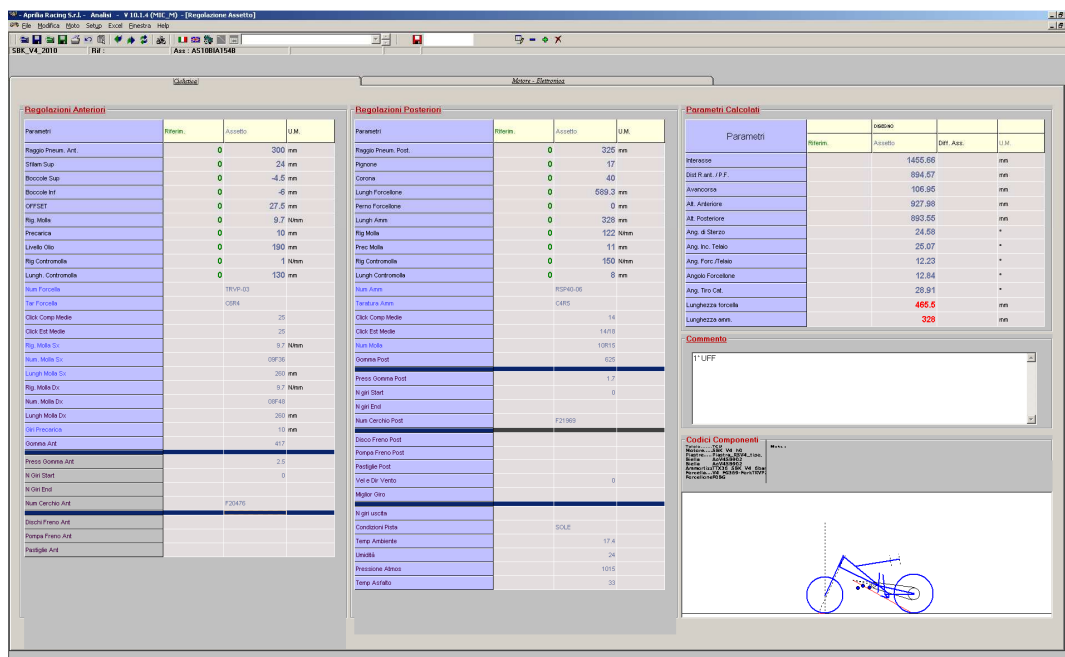 - Aprilia Racing S.r.l. - Analisi - V 10.1.4 (MIC_M) - [Regolazione Assetto]
File Modifica Moto Setup Excel Finestra Help
SBK_V4_2010 Rif : Ass : AS10BIA154B
Ciclistica Motore - Elettronica
Regolazioni Anteriori
Parametri Riferim. Assetto U.M.
Raggio Pneum. Ant. 0 300 mm
Sfilam Sup 0 24 mm
Boccole Sup 0 -4.5 mm
Boccole Inf 0 -6 mm
OFFSET 0 27.5 mm
Rig. Molla 0 9.7 N/mm
Precarica 0 10 mm
Livello Olio 0 190 mm
Rig Contromolla 0 1 N/mm
Lungh. Contromolla 0 130 mm
Num Forcella TRVP-03
Tar Forcella C6R4
Click Comp Medie 25
Click Est Medie 25
Rig. Molla Sx 9.7 N/mm
Num. Molla Sx 09F36
Lungh Molla Sx 260 mm
Rig. Molla Dx 9.7 N/mm
Num. Molla Dx 09F48
Lungh Molla Dx 260 mm
Giri Precarica 10 mm
Gomma Ant 417
Press Gomma Ant 2.5
N Giri Start 0
N Giri End
Num Cerchio Ant F20476
Dischi Freno Ant
Pompa Freno Ant
Pastiglie Ant
Regolazioni Posteriori
Parametri Riferim. Assetto U.M.
Raggio Pneum. Post. 0 325 mm
Pignone 0 17
Corona 0 40
Lungh Forcellone 0 589.3 mm
Perno Forcellone 0 0 mm
Lungh Amm 0 328 mm
Rig Molla 0 122 N/mm
Prec Molla 0 11 mm
Rig Contromolla 0 150 N/mm
Lungh Contromolla 0 8 mm
Num Amm RSP40-06
Taratura Amm C4R5
Click Comp Medie 14
Click Est Medie 14/18
Num Molla 10R15
Gomma Post 625
Press Gomma Post 1.7
N giri Start 0
N giri End
Num Cerchio Post F21969
Disco Freno Post
Pompa Freno Post
Pastiglie Post
Vel e Dir Vento 0
Miglior Giro
N giri uscita
Condizioni Pista SOLE
Temp Ambiente 17.4
Umidità 24
Pressione Atmos 1015
Temp Asfalto 33
Parametri Calcolati
DISEGNO
Parametri Riferim. Assetto Diff. Ass. U.M.
Interasse 1455.66 mm
Dist R.ant. / P.F. 894.57 mm
Avancorsa 106.95 mm
Alt. Anteriore 927.98 mm
Alt. Posteriore 893.55 mm
Ang. di Sterzo 24.58 °
Ang. Inc. Telaio 25.07 °
Ang. Forc./Telaio 12.23 °
Angolo Forcellone 12.84 °
Ang. Tiro Cat. 28.91 °
Lunghezza forcella 465.5 mm
Lunghezza amm. 328 mm
Commento
1° UFF
Codici Componenti
Moto :